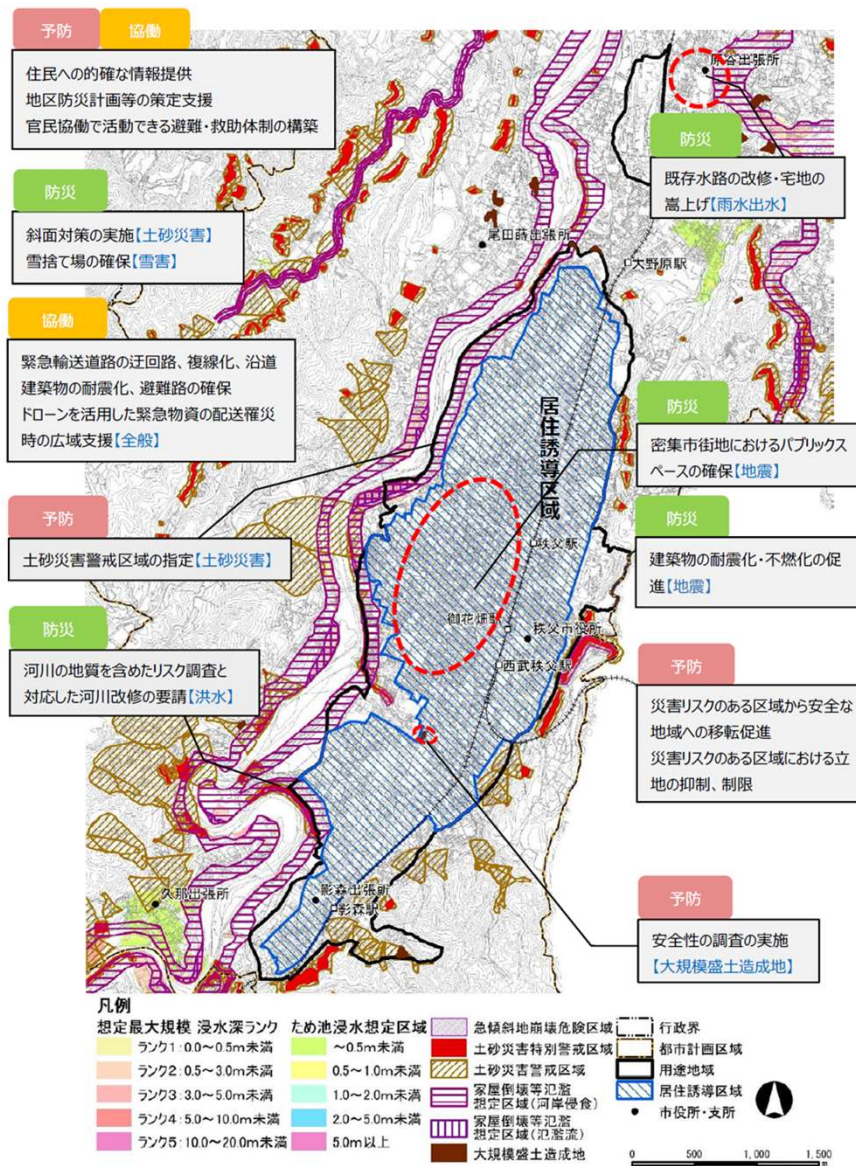 予防 協働
住民への的確な情報提供
地区防災計画等の策定支援
官民協働で活動できる避難・救助体制の構築
原谷出張所
防災
既存水路の改修・宅地の
嵩上げ【雨水出水】
防災
斜面対策の実施【土砂災害】
雪捨て場の確保【雪害】
尾田蒔出張所
大野原駅
協働
緊急輸送道路の迂回路、複線化、沿道
建築物の耐震化、避難路の確保
ドローンを活用した緊急物資の配送罹災
時の広域支援【全般】
居住誘導区域
防災
密集市街地におけるパブリックス
ペースの確保【地震】
予防
土砂災害警戒区域の指定【土砂災害】
秩父駅
防災
建築物の耐震化・不燃化の促
進【地震】
御花畑駅
秩父市役所
西武秩父駅
防災
河川の地質を含めたリスク調査と
対応した河川改修の要請【洪水】
予防
災害リスクのある区域から安全な
地域への移転促進
災害リスクのある区域における立
地の抑制、制限
久那出張所
影森出張所
影森駅
予防
安全性の調査の実施
【大規模盛土造成地】
凡例
想定最大規模 浸水深ランク
ランク1：0.0～0.5m未満
ランク2：0.5～3.0m未満
ランク3：3.0～5.0m未満
ランク4：5.0～10.0m未満
ランク5：10.0～20.0m未満
ため池浸水想定区域
～0.5m未満
0.5～1.0m未満
1.0～2.0m未満
2.0～5.0m未満
5.0m以上
急傾斜地崩壊危険区域
土砂災害特別警戒区域
土砂災害警戒区域
家屋倒壊等氾濫
想定区域（河岸侵食）
家屋倒壊等氾濫
想定区域（氾濫流）
大規模盛土造成地
行政界
都市計画区域
用途地域
居住誘導区域
市役所・支所
0 500 1,000 1,500
m